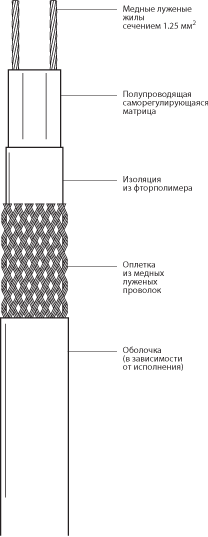 Медные луженые
жилы
сечением 1.25 мм²
Полупроводящая
саморегулирующаяся
матрица
Изоляция
из фторполимера
Оплетка
из медных
луженых
проволок
Оболочка
(в зависимости
от исполнения)